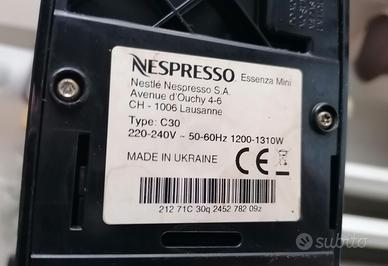 NESPRESSO Essenza Mini
Nestlé Nespresso S.A.
Avenue d'Ouchy 4-6
CH - 1006 Lausanne
Type: C30
220-240V ~ 50-60Hz 1200-1310W
MADE IN UKRAINE CE
212 71C 30q 2452 782 09z
subito